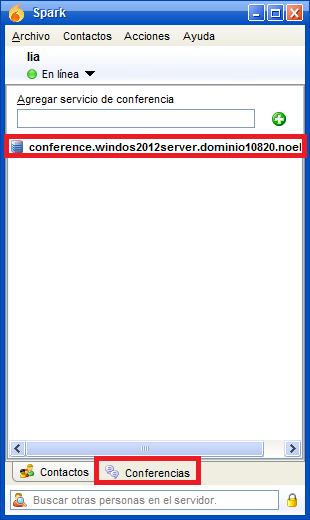 Spark
Archivo Contactos Acciones Ayuda
lia
En línea
Agregar servicio de conferencia
conference.windos2012server.dominio10820.noel
Contactos Conferencias
Buscar otras personas en el servidor.